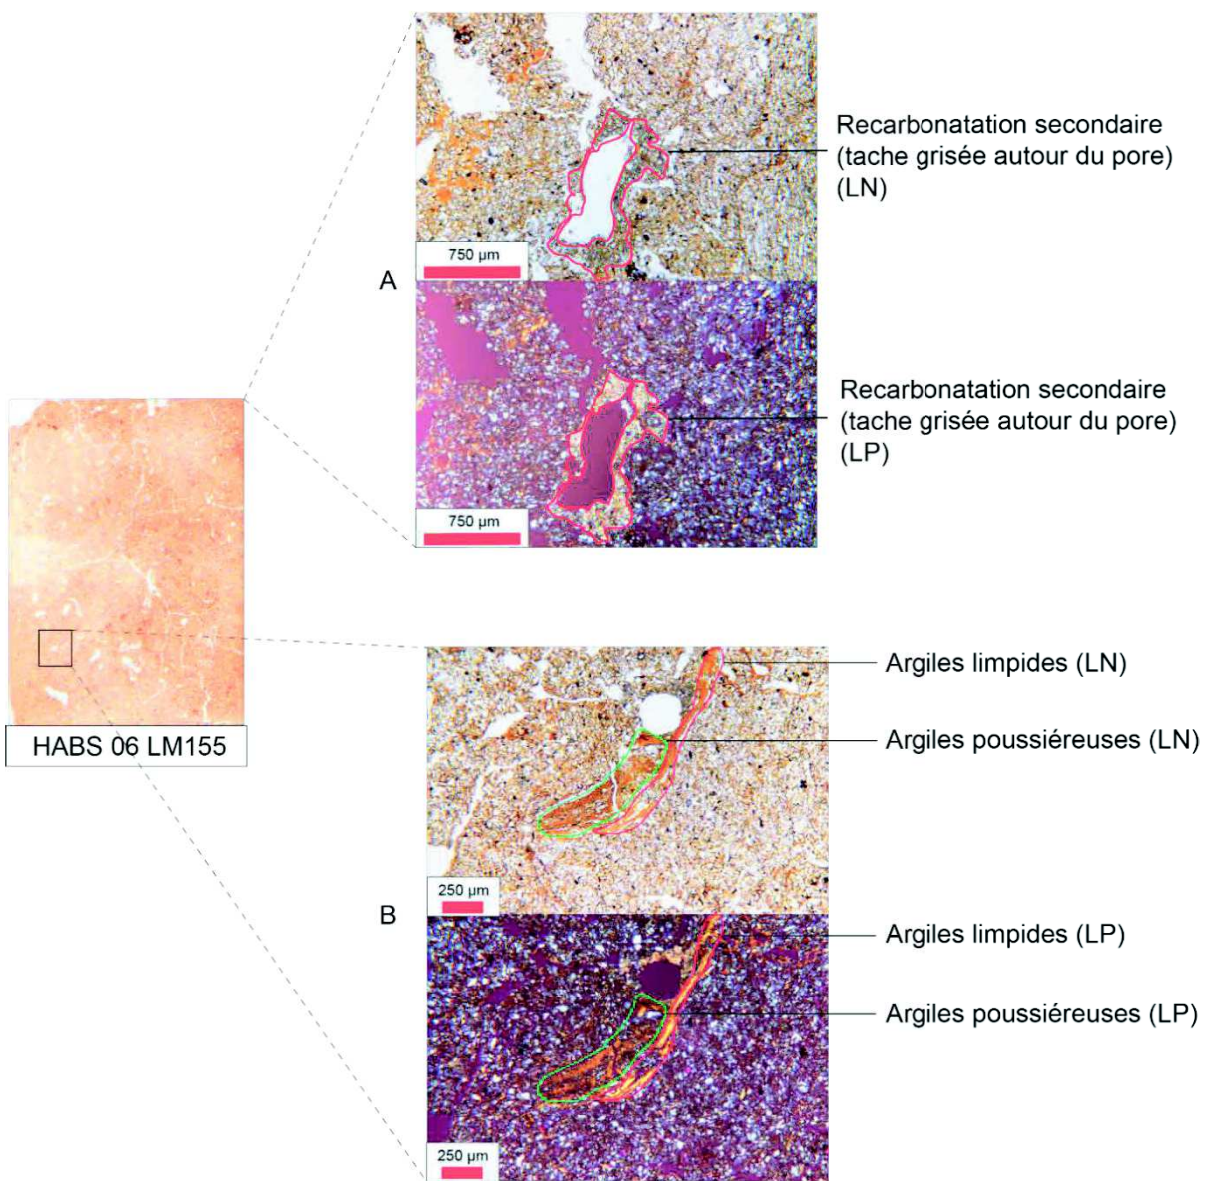 Recarbonatation secondaire
(tache grisée autour du pore)
(LN)
750 µm
A
Recarbonatation secondaire
(tache grisée autour du pore)
(LP)
750 µm
HABS 06 LM155
Argiles limpides (LN)
Argiles poussiéreuses (LN)
250 µm
B
Argiles limpides (LP)
Argiles poussiéreuses (LP)
250 µm